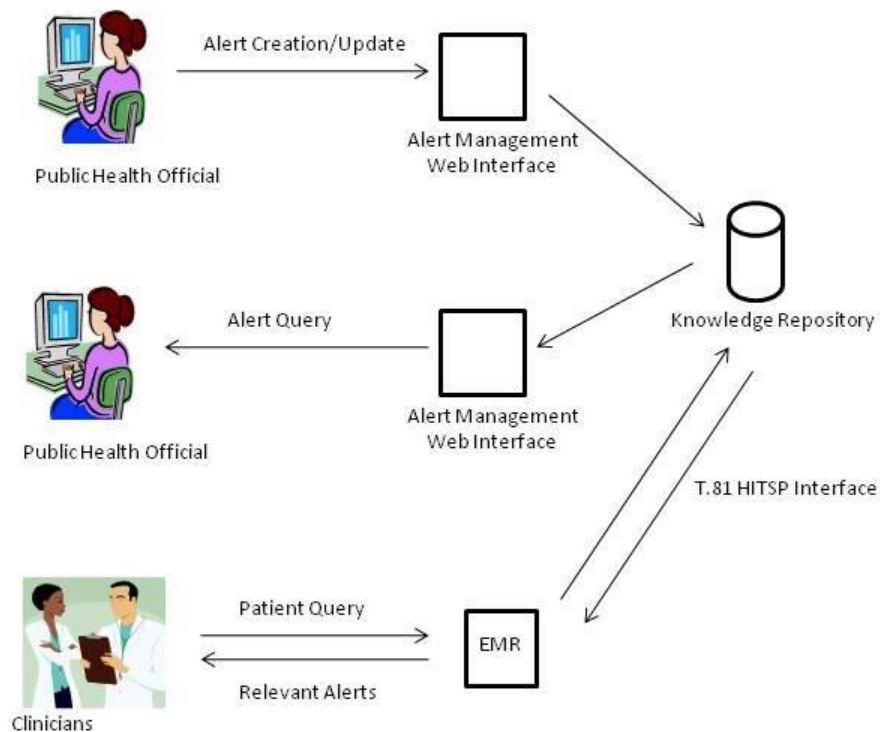 Alert Creation/Update
Alert Management
Web Interface
Public Health Official
Knowledge Repository
Alert Query
Alert Management
Web Interface
Public Health Official
T.81 HITSP Interface
Patient Query
EMR
Relevant Alerts
Clinicians